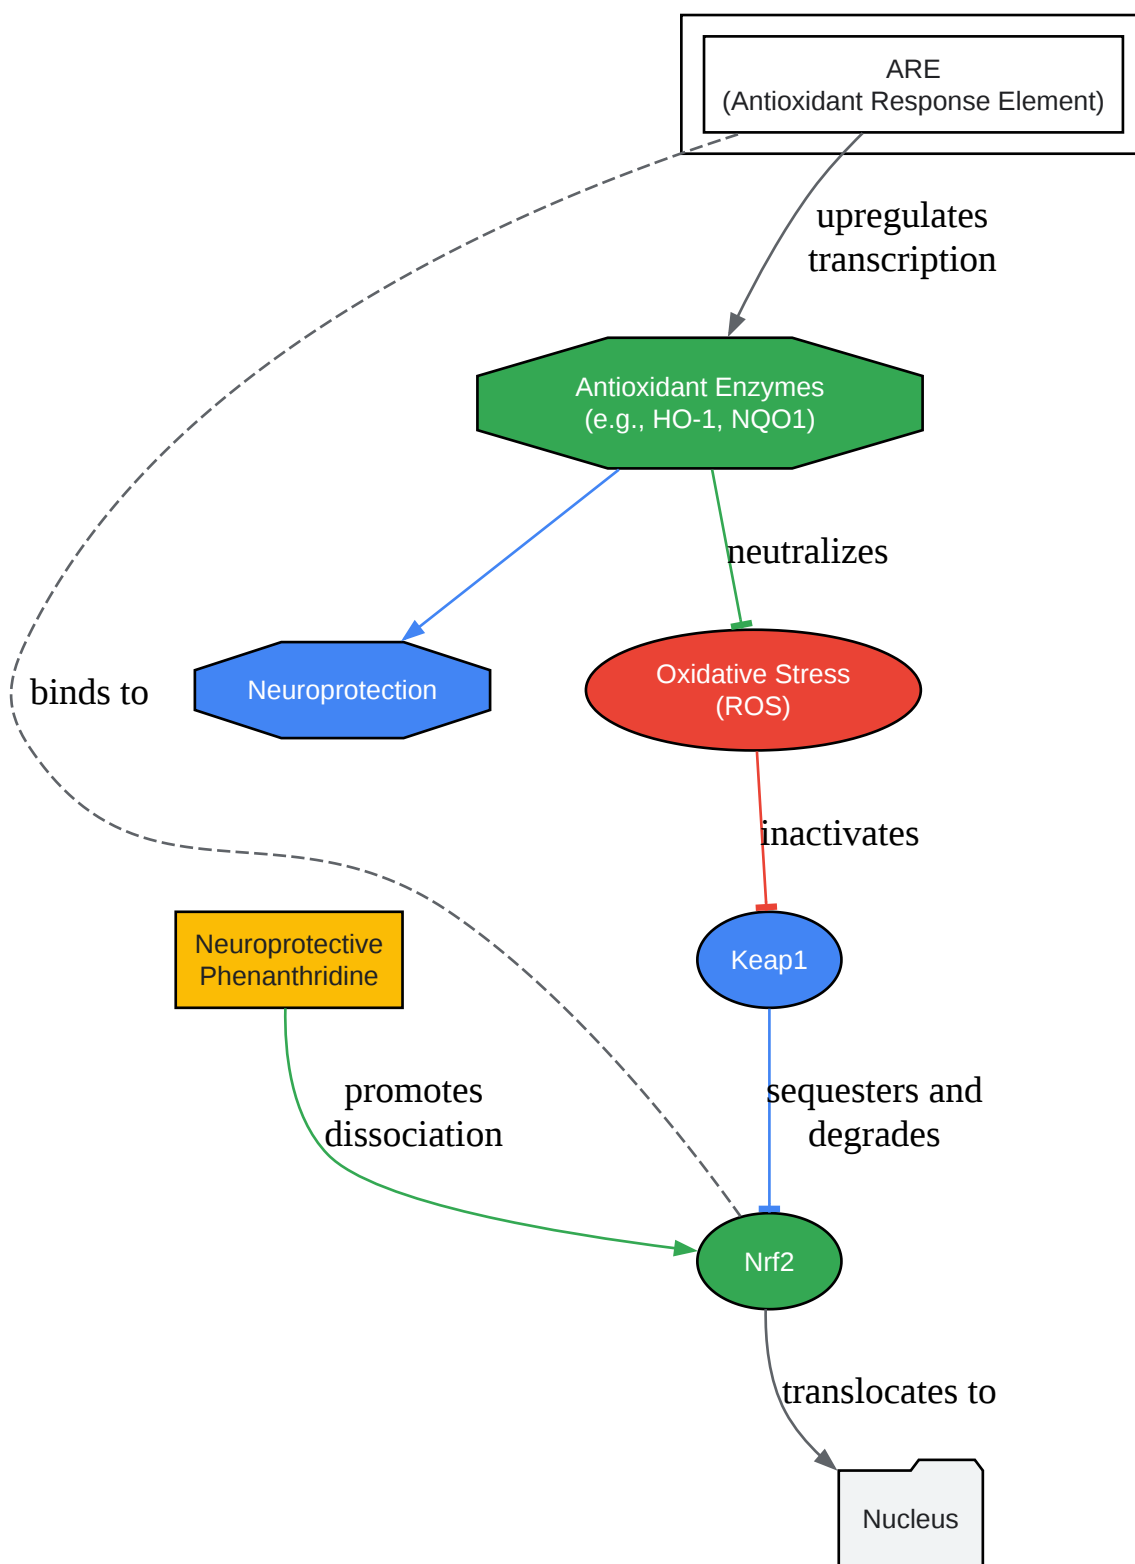 ARE
(Antioxidant Response Element)
upregulates
transcription
Antioxidant Enzymes
(e.g., HO-1, NQO1)
neutralizes
binds to
Neuroprotection
Oxidative Stress
(ROS)
inactivates
Neuroprotective
Phenanthridine
Keap1
promotes
dissociation
sequesters and
degrades
Nrf2
translocates to
Nucleus